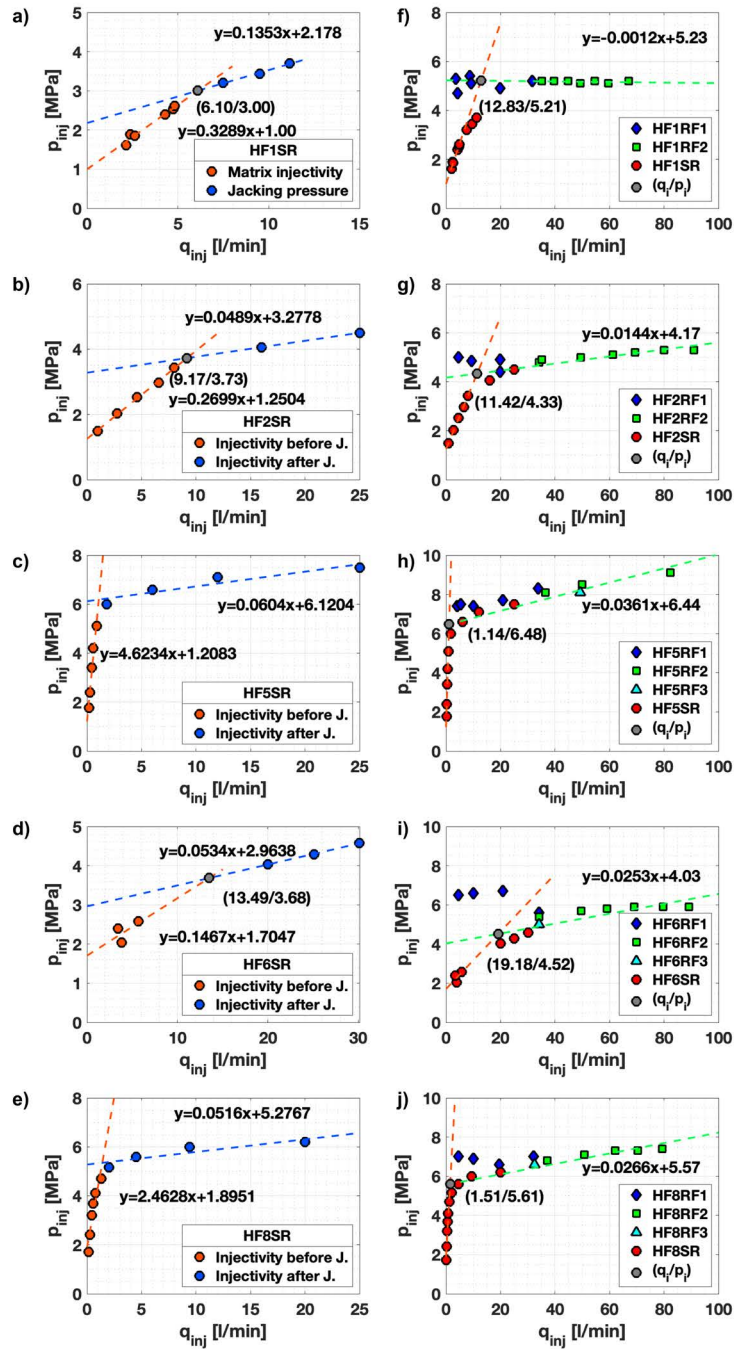 a)
y=0.1353x+2.178
(6.10/3.00)
y=0.3289x+1.00
HF1SR
Matrix injectivity
Jacking pressure
p_inj [MPa]
0 1 2 3 4 5
0 5 10 15
q_inj [l/min]
f)
y=-0.0012x+5.23
(12.83/5.21)
HF1RF1
HF1RF2
HF1SR
(q_i/p_i)
p_inj [MPa]
0 2 4 6 8
0 20 40 60 80 100
q_inj [l/min]
b)
y=0.0489x+3.2778
(9.17/3.73)
y=0.2699x+1.2504
HF2SR
Injectivity before J.
Injectivity after J.
p_inj [MPa]
0 2 4 6
0 5 10 15 20 25
q_inj [l/min]
g)
y=0.0144x+4.17
(11.42/4.33)
HF2RF1
HF2RF2
HF2SR
(q_i/p_i)
p_inj [MPa]
0 2 4 6 8
0 20 40 60 80 100
q_inj [l/min]
c)
y=0.0604x+6.1204
y=4.6234x+1.2083
HF5SR
Injectivity before J.
Injectivity after J.
p_inj [MPa]
0 2 4 6 8
0 5 10 15 20 25
q_inj [l/min]
h)
y=0.0361x+6.44
(1.14/6.48)
HF5RF1
HF5RF2
HF5RF3
HF5SR
(q_i/p_i)
p_inj [MPa]
0 2 4 6 8 10
0 20 40 60 80 100
q_inj [l/min]
d)
y=0.0534x+2.9638
(13.49/3.68)
y=0.1467x+1.7047
HF6SR
Injectivity before J.
Injectivity after J.
p_inj [MPa]
0 1 2 3 4 5
0 10 20 30
q_inj [l/min]
i)
y=0.0253x+4.03
(19.18/4.52)
HF6RF1
HF6RF2
HF6RF3
HF6SR
(q_i/p_i)
p_inj [MPa]
0 2 4 6 8 10
0 20 40 60 80 100
q_inj [l/min]
e)
y=0.0516x+5.2767
y=2.4628x+1.8951
HF8SR
Injectivity before J.
Injectivity after J.
p_inj [MPa]
0 2 4 6 8
0 5 10 15 20 25
q_inj [l/min]
j)
y=0.0266x+5.57
(1.51/5.61)
HF8RF1
HF8RF2
HF8RF3
HF8SR
(q_i/p_i)
p_inj [MPa]
0 2 4 6 8
0 20 40 60 80 100
q_inj [l/min]